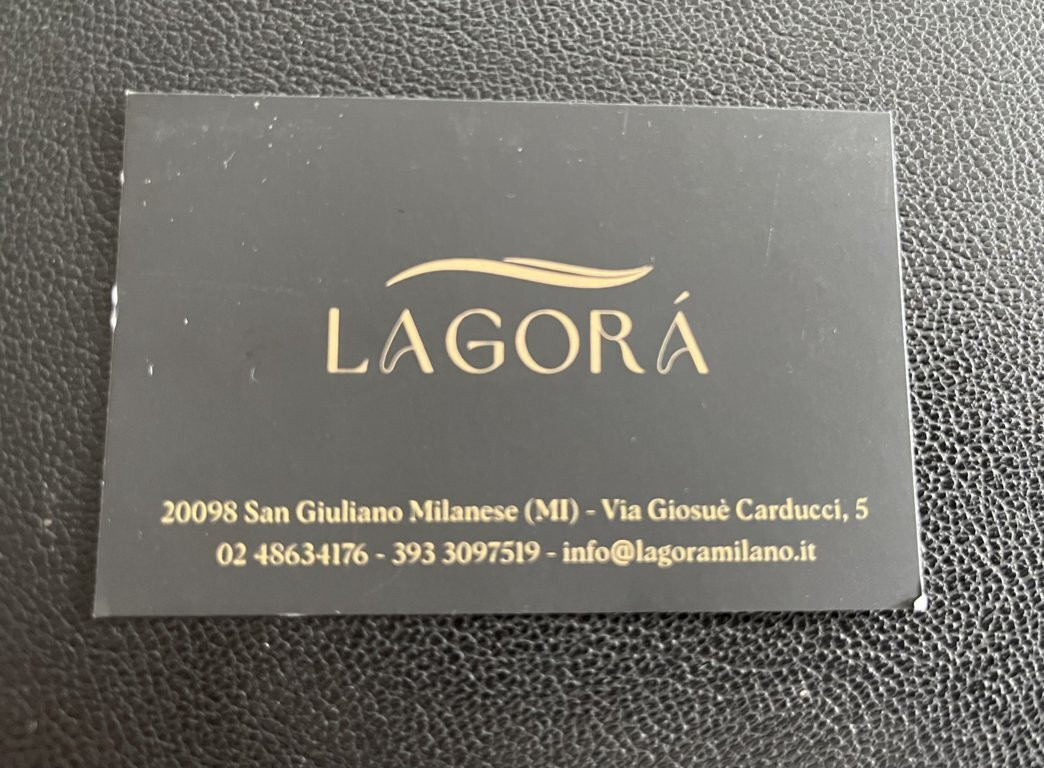 LAGORÁ
20098 San Giuliano Milanese (MI) - Via Giosuè Carducci, 5
02 48634176 - 393 3097519 - info@lagoramilano.it